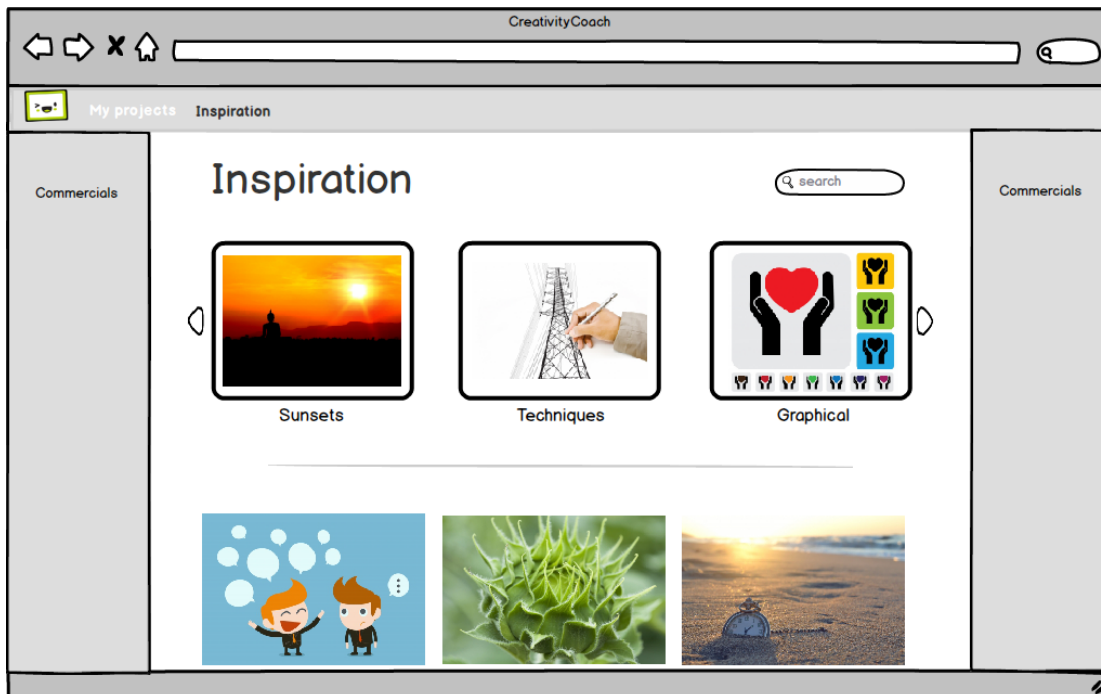 CreativityCoach
My projects
Inspiration
Commercials
Inspiration
search
Commercials
Sunsets
Techniques
Graphical